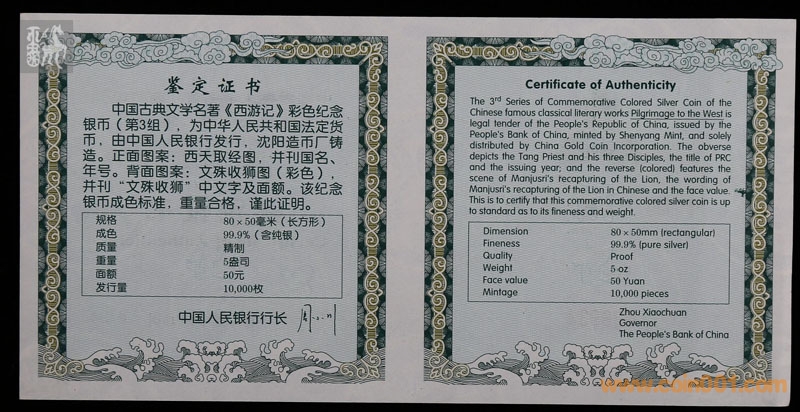 鉴定证书
中国古典文学名著《西游记》彩色纪念
银币（第3组），为中华人民共和国法定货
币，由中国人民银行发行，沈阳造币厂铸
造。正面图案：西天取经图，并刊国名、
年号。背面图案：文殊收狮图（彩色），
并刊“文殊收狮”中文字及面额。该纪念
银币成色标准，重量合格，谨此证明。
规格 80×50毫米（长方形）
成色 99.9%（含纯银）
质量 精制
重量 5盎司
面额 50元
发行量 10,000枚
中国人民银行行长
Certificate of Authenticity
The 3rd Series of Commemorative Colored Silver Coin of the
Chinese famous classical literary works Pilgrimage to the West is
legal tender of the People's Republic of China, issued by the
People's Bank of China, minted by Shenyang Mint, and solely
distributed by China Gold Coin Incorporation. The obverse
depicts the Tang Priest and his three Disciples, the title of PRC
and the issuing year; and the reverse (colored) features the
scene of Manjusri's recapturing of the Lion, the wording of
Manjusri's recapturing of the Lion in Chinese and the face value.
This is to certify that this commemorative colored silver coin is up
to standard as to its fineness and weight.
Dimension 80×50mm (rectangular)
Fineness 99.9% (pure silver)
Quality Proof
Weight 5 oz
Face value 50 Yuan
Mintage 10,000 pieces
Zhou Xiaochuan
Governor
The People's Bank of China
www.coin001.com